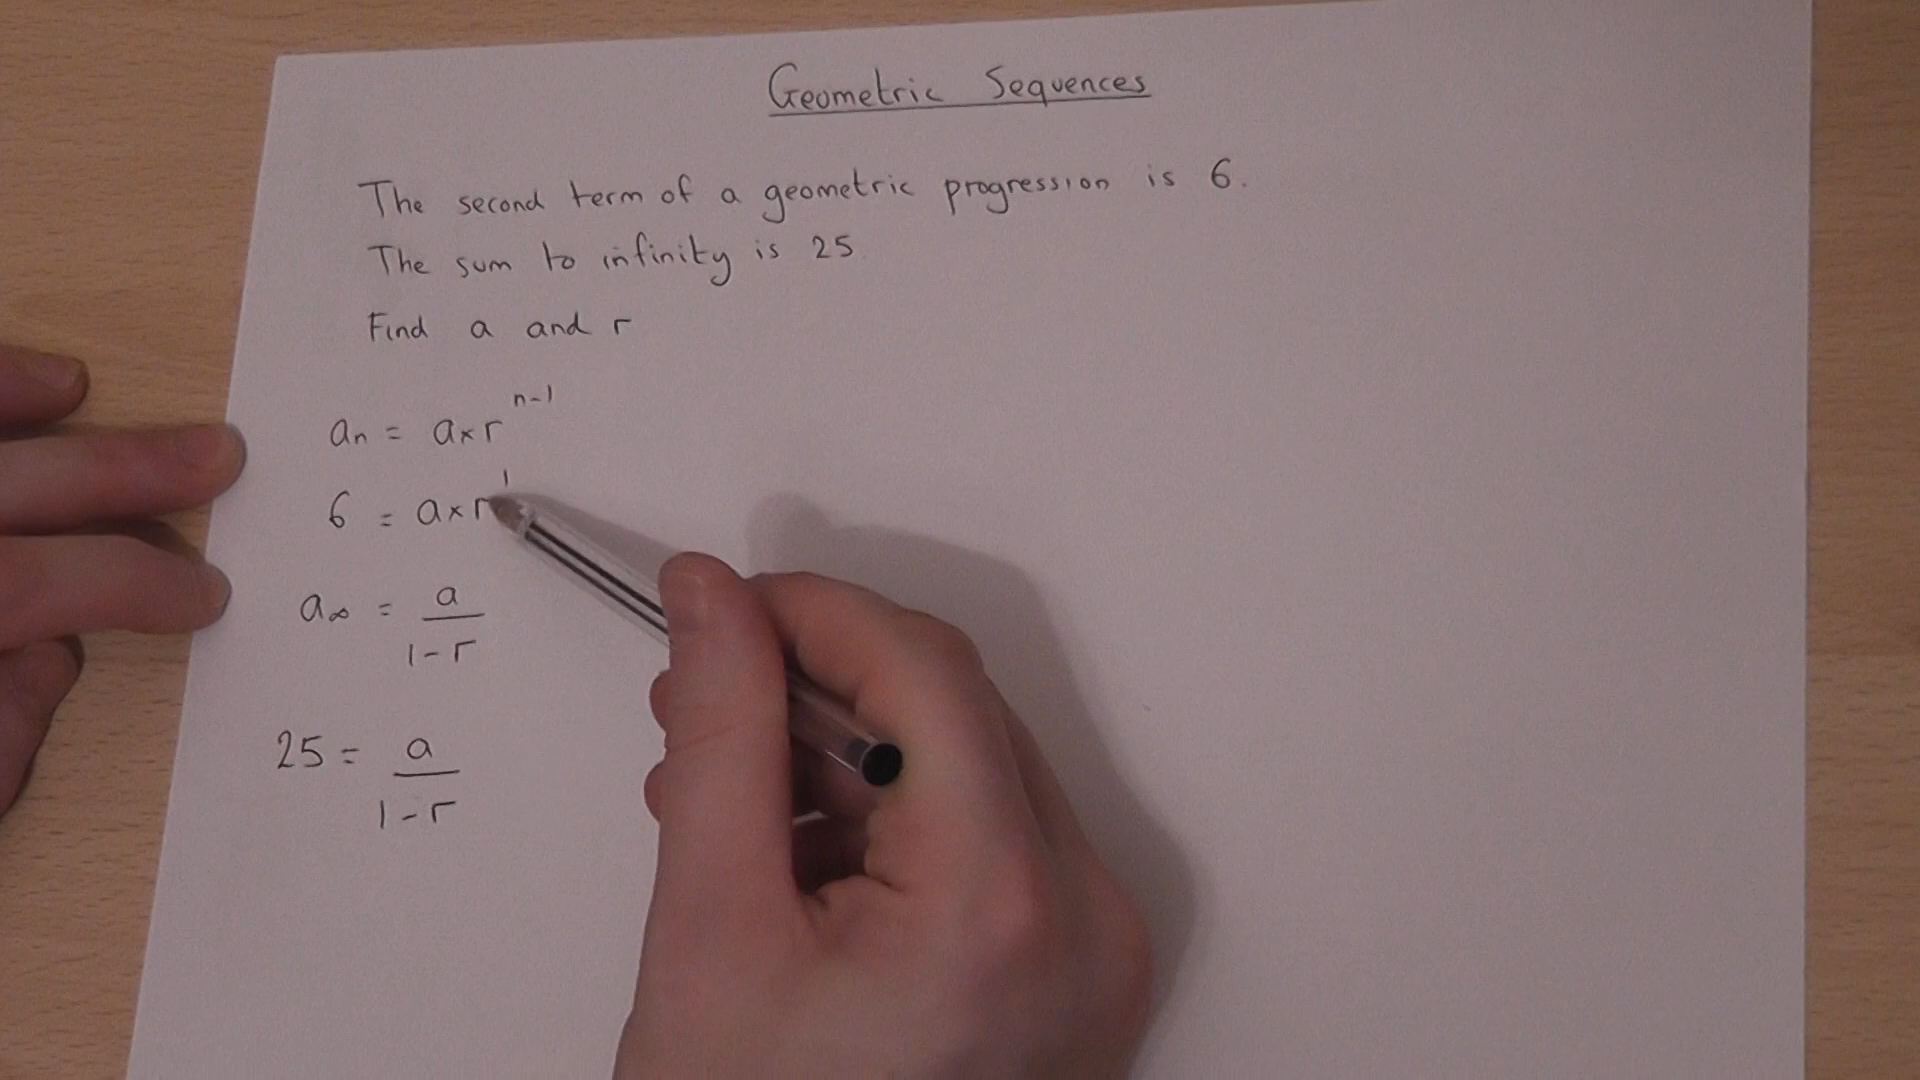 Geometric Sequences
The second term of a geometric progression is 6.
The sum to infinity is 25
Find a and r
aₙ = a×r ⁿ⁻¹
6 = a×r¹
a∞ = a
1-r
25 = a
1-r